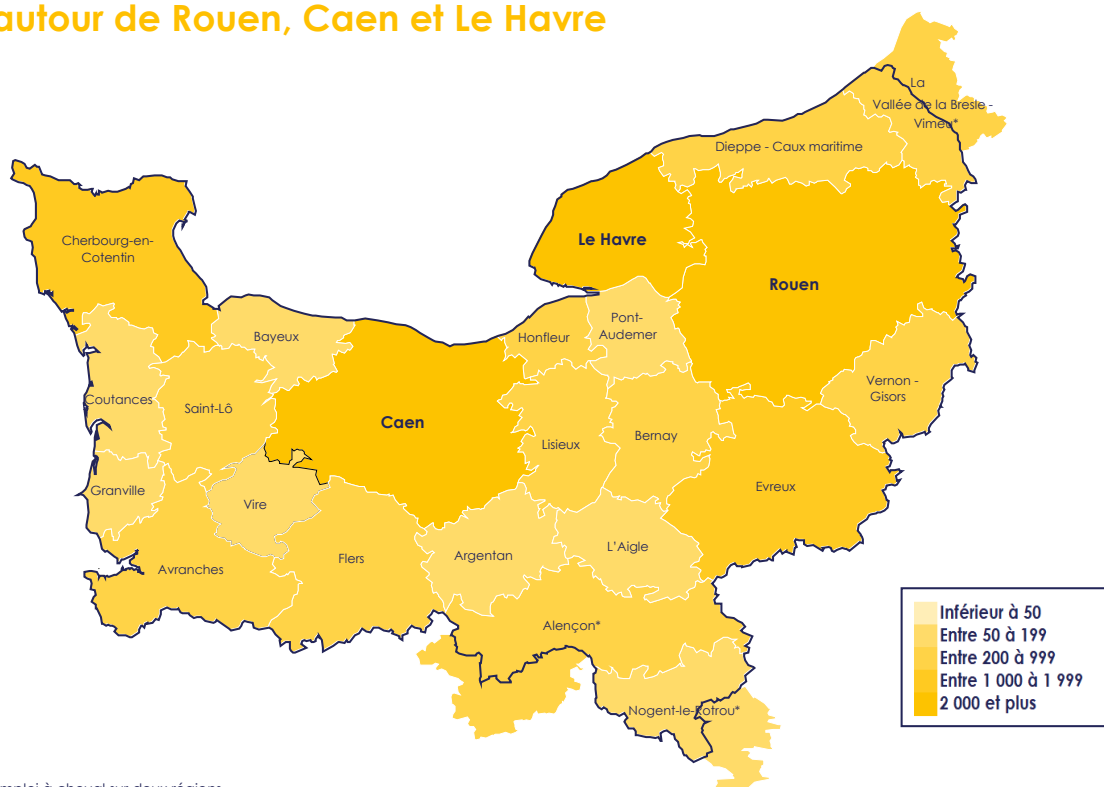 autour de Rouen, Caen et Le Havre
La
Vallée de la Bresle -
Vimeu*
Dieppe - Caux maritime
Cherbourg-en-
Cotentin
Le Havre
Rouen
Bayeux
Honfleur
Pont-
Audemer
Vernon -
Gisors
Coutances
Saint-Lô
Caen
Lisieux
Bernay
Granville
Vire
Evreux
Flers
Argentan
L'Aigle
Avranches
Alençon*
Nogent-le-Rotrou*
Inférieur à 50
Entre 50 à 199
Entre 200 à 999
Entre 1 000 à 1 999
2 000 et plus